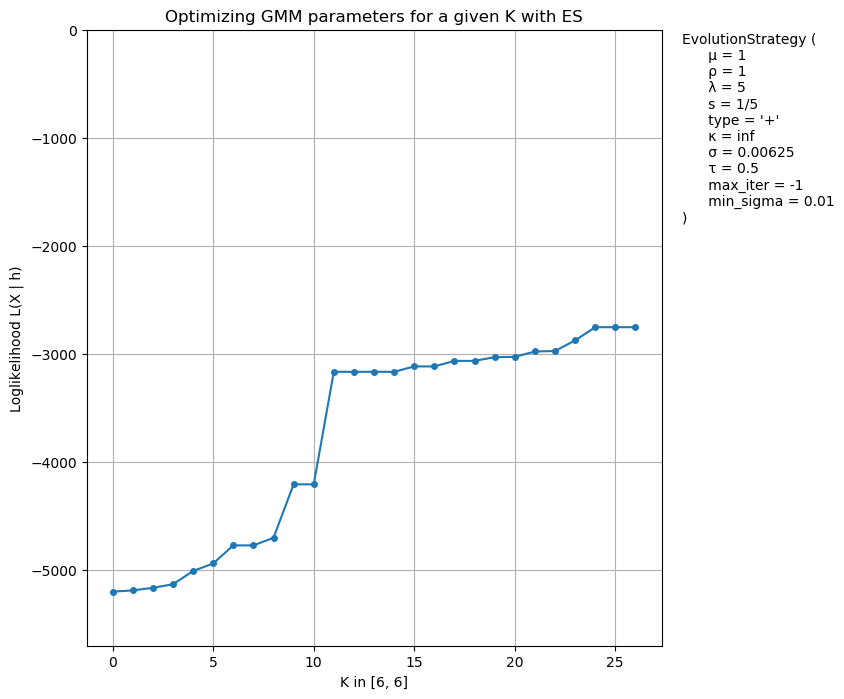 Optimizing GMM parameters for a given K with ES
0
−1000
−2000
−3000
−4000
−5000
Loglikelihood L(X | h)
0 5 10 15 20 25
K in [6, 6]
EvolutionStrategy (
μ = 1
ρ = 1
λ = 5
s = 1/5
type = '+'
κ = inf
σ = 0.00625
τ = 0.5
max_iter = -1
min_sigma = 0.01
)